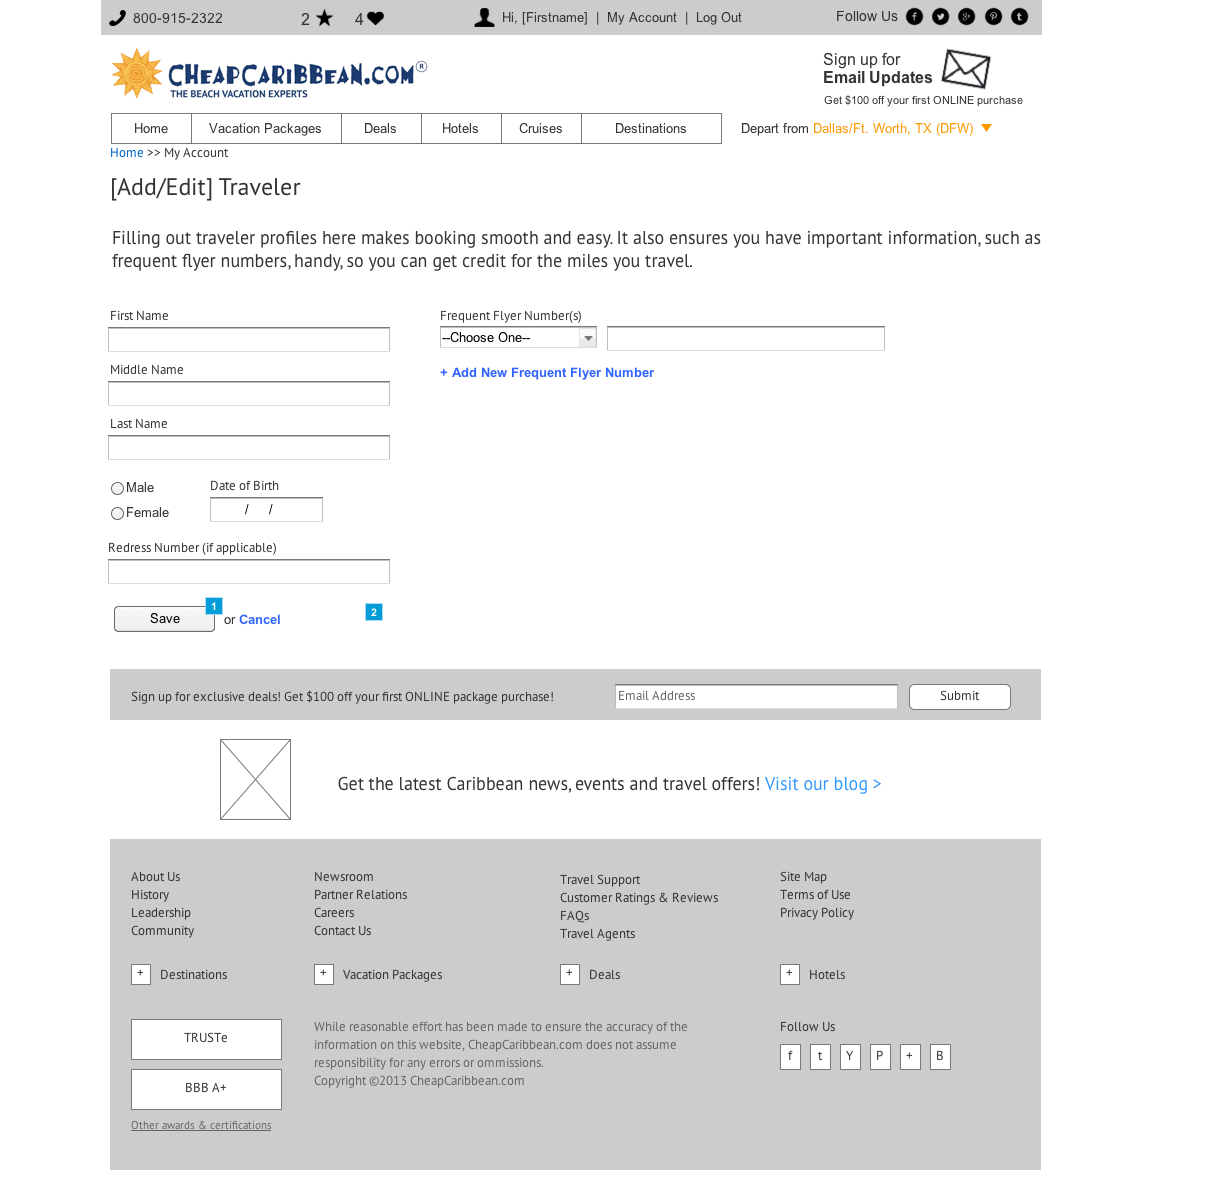 800-915-2322 2 4 Hi, [Firstname] | My Account | Log Out Follow Us
CHEAPCARIBBEAN.COM®
THE BEACH VACATION EXPERTS
Sign up for
Email Updates
Get $100 off your first ONLINE purchase
Home Vacation Packages Deals Hotels Cruises Destinations Depart from Dallas/Ft. Worth, TX (DFW)
Home >> My Account
[Add/Edit] Traveler
Filling out traveler profiles here makes booking smooth and easy. It also ensures you have important information, such as
frequent flyer numbers, handy, so you can get credit for the miles you travel.
First Name
Middle Name
Last Name
Male
Female
Date of Birth
/ /
Redress Number (if applicable)
Frequent Flyer Number(s)
--Choose One--
+ Add New Frequent Flyer Number
Save 1 or Cancel 2
Sign up for exclusive deals! Get $100 off your first ONLINE package purchase! Email Address Submit
Get the latest Caribbean news, events and travel offers! Visit our blog >
About Us
History
Leadership
Community
Newsroom
Partner Relations
Careers
Contact Us
Travel Support
Customer Ratings & Reviews
FAQs
Travel Agents
Site Map
Terms of Use
Privacy Policy
+ Destinations + Vacation Packages + Deals + Hotels
TRUSTe
BBB A+
Other awards & certifications
While reasonable effort has been made to ensure the accuracy of the
information on this website, CheapCaribbean.com does not assume
responsibility for any errors or ommissions.
Copyright ©2013 CheapCaribbean.com
Follow Us
f t Y P + B